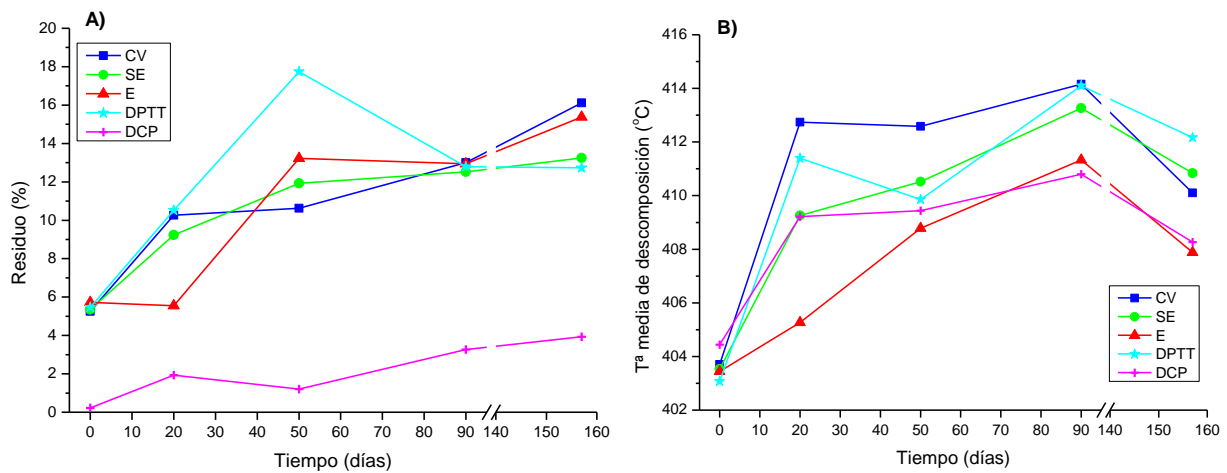 A)
20
18
16
14
12
10
8
6
4
2
0
Residuo (%)
CV
SE
E
DPTT
DCP
0 10 20 30 40 50 60 70 80 90 140 150 160
Tiempo (días)
B)
416
414
412
410
408
406
404
402
Tª media de descomposición (°C)
CV
SE
E
DPTT
DCP
0 10 20 30 40 50 60 70 80 90 140 150 160
Tiempo (días)